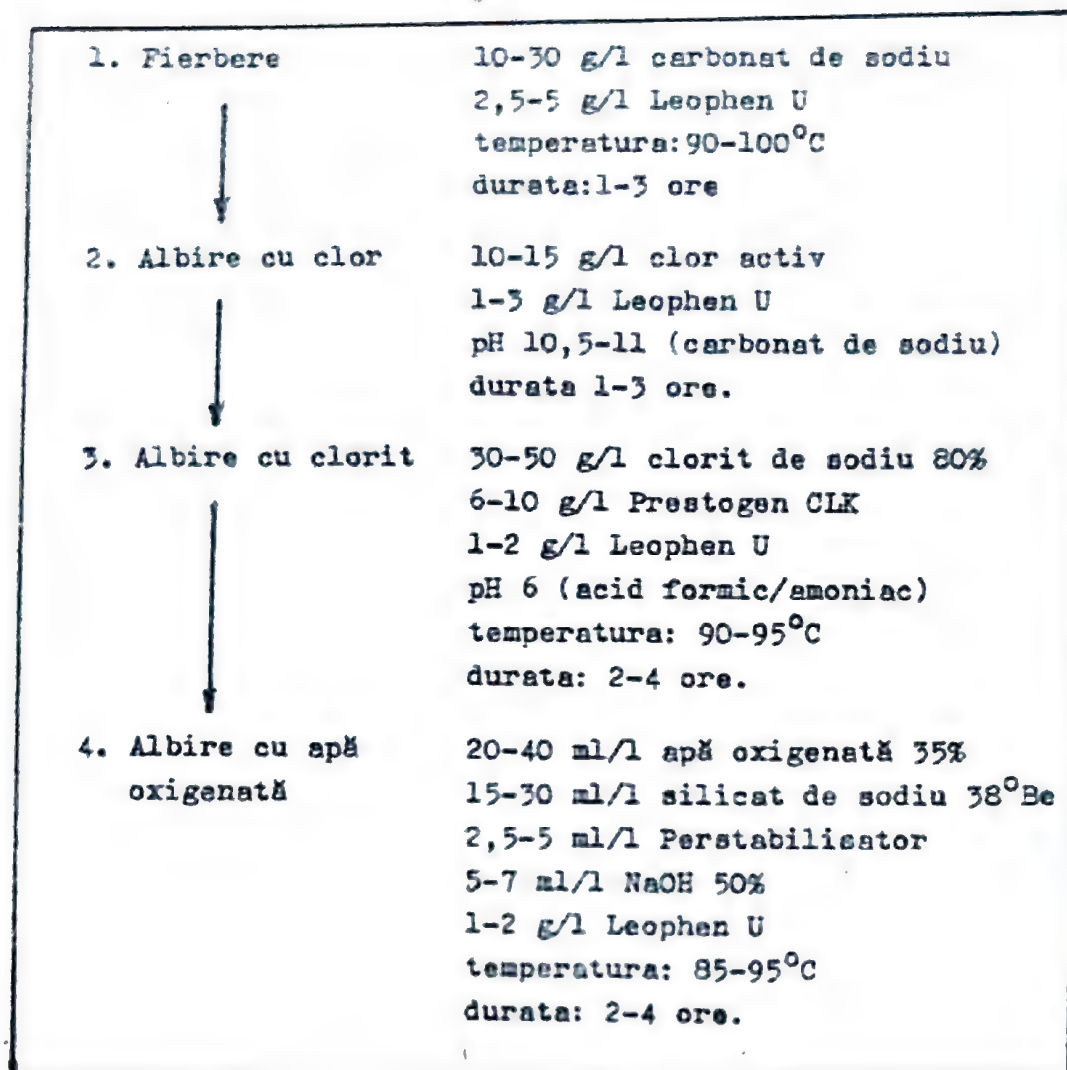 1. Fierbere 10-30 g/l carbonat de sodiu
2,5-5 g/l Leophen U
temperatura:90-100°C
durata:1-3 ore
2. Albire cu clor 10-15 g/l clor activ
1-3 g/l Leophen U
pH 10,5-11 (carbonat de sodiu)
durata 1-3 ore.
3. Albire cu clorit 30-50 g/l clorit de sodiu 80%
6-10 g/l Prestogen CLK
1-2 g/l Leophen U
pH 6 (acid formic/amoniac)
temperatura: 90-95°C
durata: 2-4 ore.
4. Albire cu apă 20-40 ml/l apă oxigenată 35%
oxigenată 15-30 ml/l silicat de sodiu 38°Be
2,5-5 ml/l Perstabilisator
5-7 ml/l NaOH 50%
1-2 g/l Leophen U
temperatura: 85-95°C
durata: 2-4 ore.